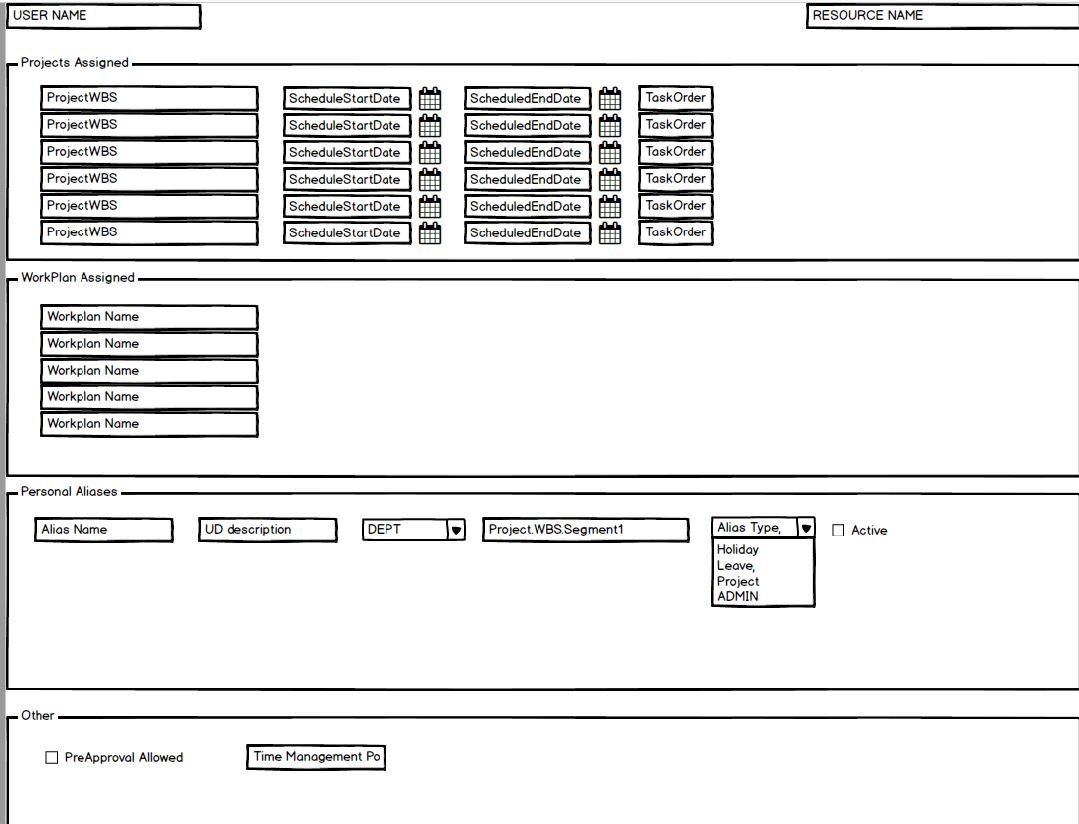 USER NAME RESOURCE NAME
Projects Assigned
ProjectWBS ScheduleStartDate ScheduledEndDate TaskOrder
ProjectWBS ScheduleStartDate ScheduledEndDate TaskOrder
ProjectWBS ScheduleStartDate ScheduledEndDate TaskOrder
ProjectWBS ScheduleStartDate ScheduledEndDate TaskOrder
ProjectWBS ScheduleStartDate ScheduledEndDate TaskOrder
ProjectWBS ScheduleStartDate ScheduledEndDate TaskOrder
WorkPlan Assigned
Workplan Name
Workplan Name
Workplan Name
Workplan Name
Workplan Name
Personal Aliases
Alias Name UD description DEPT Project.WBS.Segment1 Alias Type, Active
Holiday
Leave,
Project
ADMIN
Other
PreApproval Allowed Time Management Po